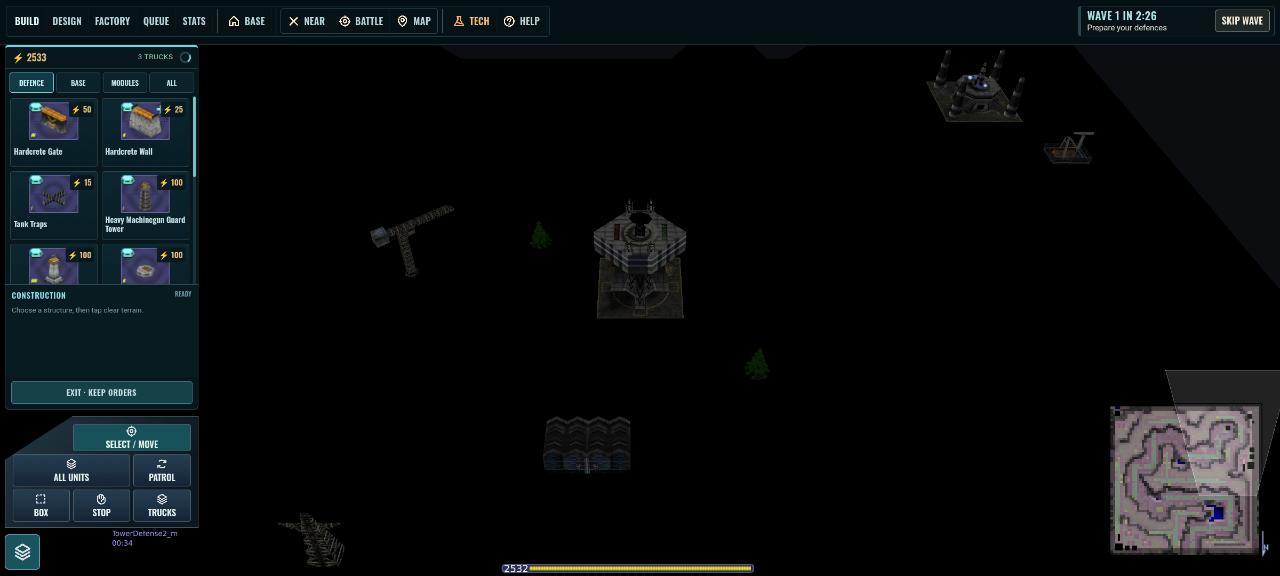 BUILD DESIGN FACTORY QUEUE STATS BASE NEAR BATTLE MAP TECH HELP
WAVE 1 IN 2:26
Prepare your defences
SKIP WAVE
2533 3 TRUCKS
DEFENCE BASE MODULES ALL
50 25
Hardcrete Gate Hardcrete Wall
15 100
Tank Traps Heavy Machinegun Guard
Tower
100 100
CONSTRUCTION READY
Choose a structure, then tap clear terrain.
EXIT · KEEP ORDERS
SELECT / MOVE
ALL UNITS PATROL
BOX STOP TRUCKS
TowerDefense2_m
00:34
2532
N